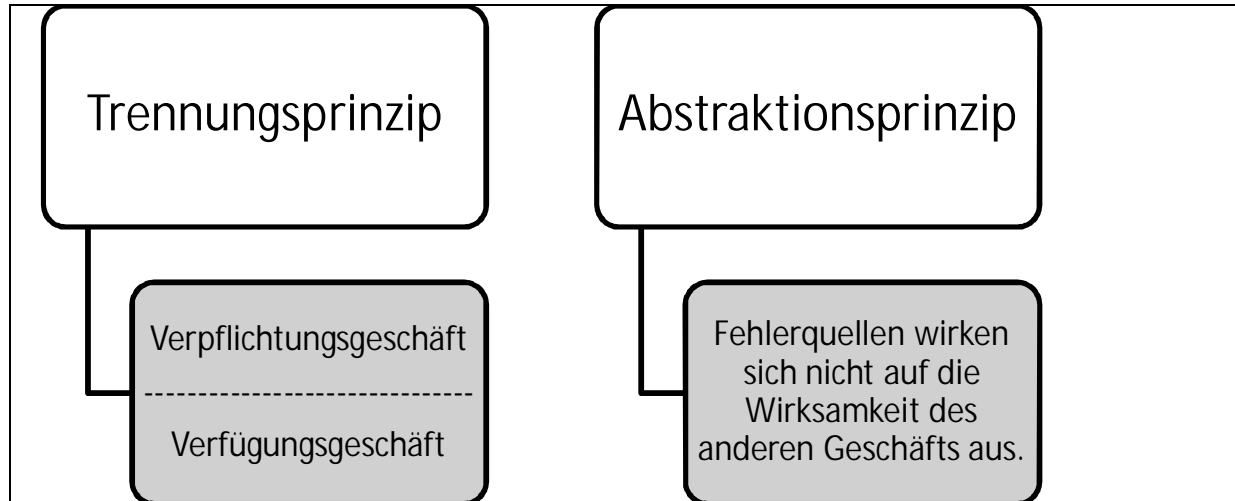 Trennungsprinzip
Verpflichtungsgeschäft
--------------------------------
Verfügungsgeschäft
Abstraktionsprinzip
Fehlerquellen wirken
sich nicht auf die
Wirksamkeit des
anderen Geschäfts aus.